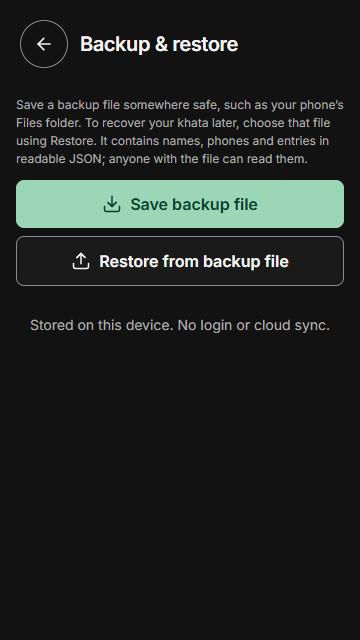 Backup & restore
Save a backup file somewhere safe, such as your phone's
Files folder. To recover your khata later, choose that file
using Restore. It contains names, phones and entries in
readable JSON; anyone with the file can read them.
Save backup file
Restore from backup file
Stored on this device. No login or cloud sync.